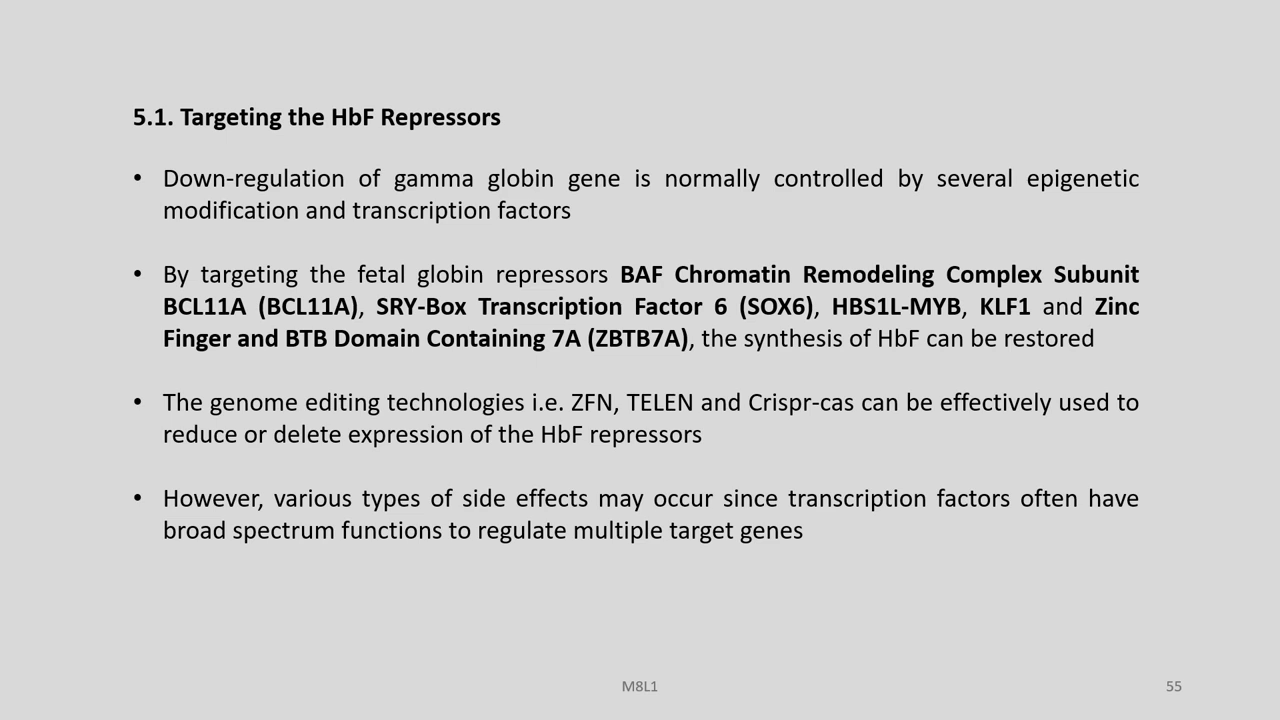 5.1. Targeting the HbF Repressors
• Down-regulation of gamma globin gene is normally controlled by several epigenetic
modification and transcription factors
• By targeting the fetal globin repressors BAF Chromatin Remodeling Complex Subunit
BCL11A (BCL11A), SRY-Box Transcription Factor 6 (SOX6), HBS1L-MYB, KLF1 and Zinc
Finger and BTB Domain Containing 7A (ZBTB7A), the synthesis of HbF can be restored
• The genome editing technologies i.e. ZFN, TELEN and Crispr-cas can be effectively used to
reduce or delete expression of the HbF repressors
• However, various types of side effects may occur since transcription factors often have
broad spectrum functions to regulate multiple target genes
M8L1
55